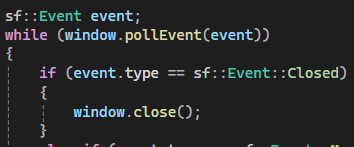 sf::Event event;
while (window.pollEvent(event))
{
if (event.type == sf::Event::Closed)
{
window.close();
}